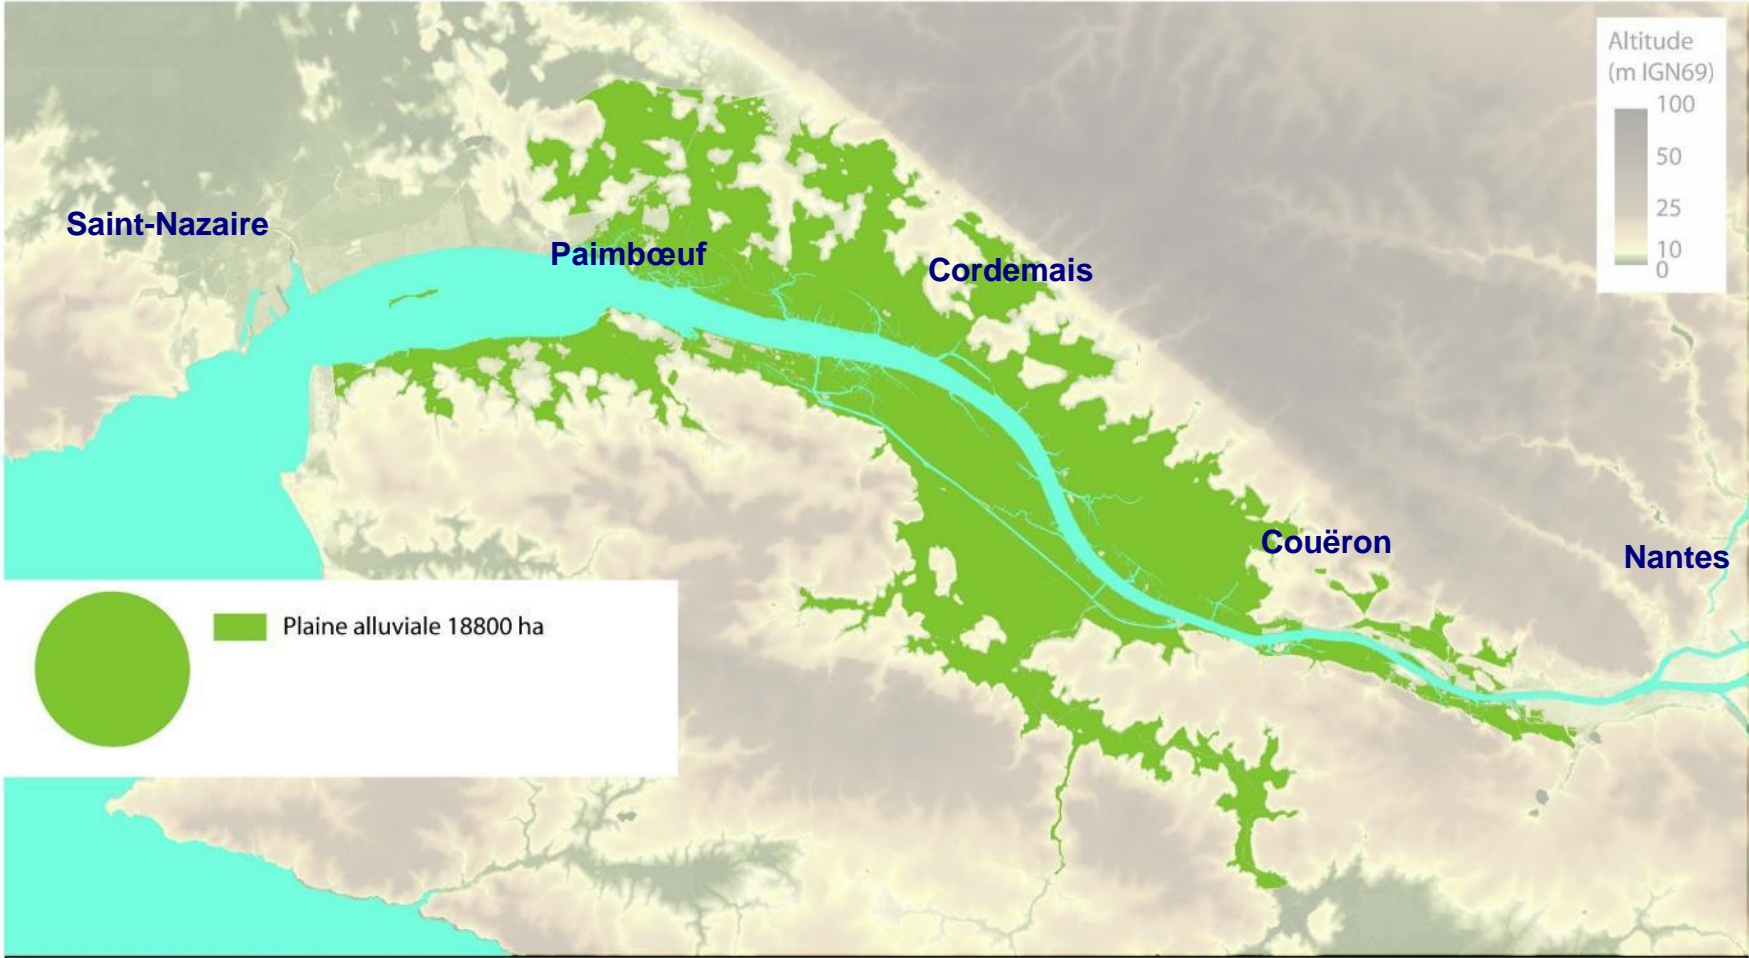 Altitude
(m IGN69)
100
50
25
10
0
Saint-Nazaire
Paimbœuf
Cordemais
Couëron
Nantes
Plaine alluviale 18800 ha